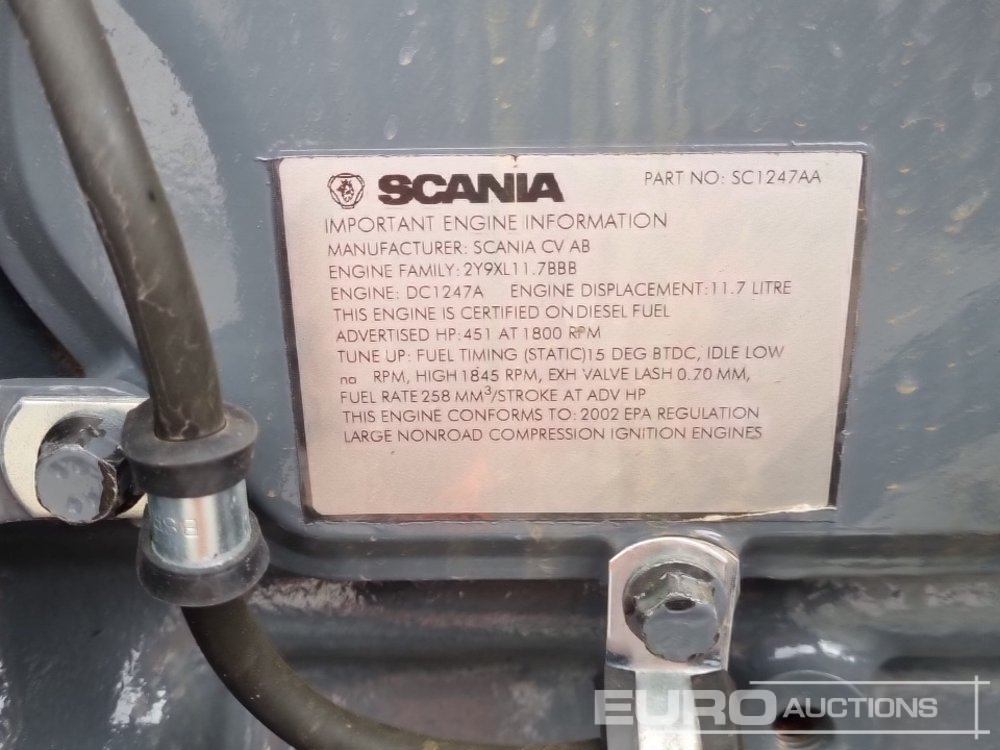 SCANIA PART NO: SC1247AA
IMPORTANT ENGINE INFORMATION
MANUFACTURER: SCANIA CV AB
ENGINE FAMILY: 2Y9XL11.7BBB
ENGINE: DC1247A ENGINE DISPLACEMENT:11.7 LITRE
THIS ENGINE IS CERTIFIED ON DIESEL FUEL
ADVERTISED HP: 451 AT 1800 RPM
TUNE UP: FUEL TIMING (STATIC)15 DEG BTDC, IDLE LOW
na RPM, HIGH 1845 RPM, EXH VALVE LASH 0.70 MM,
FUEL RATE 258 MM³/STROKE AT ADV HP
THIS ENGINE CONFORMS TO: 2002 EPA REGULATION
LARGE NONROAD COMPRESSION IGNITION ENGINES
EURO AUCTIONS